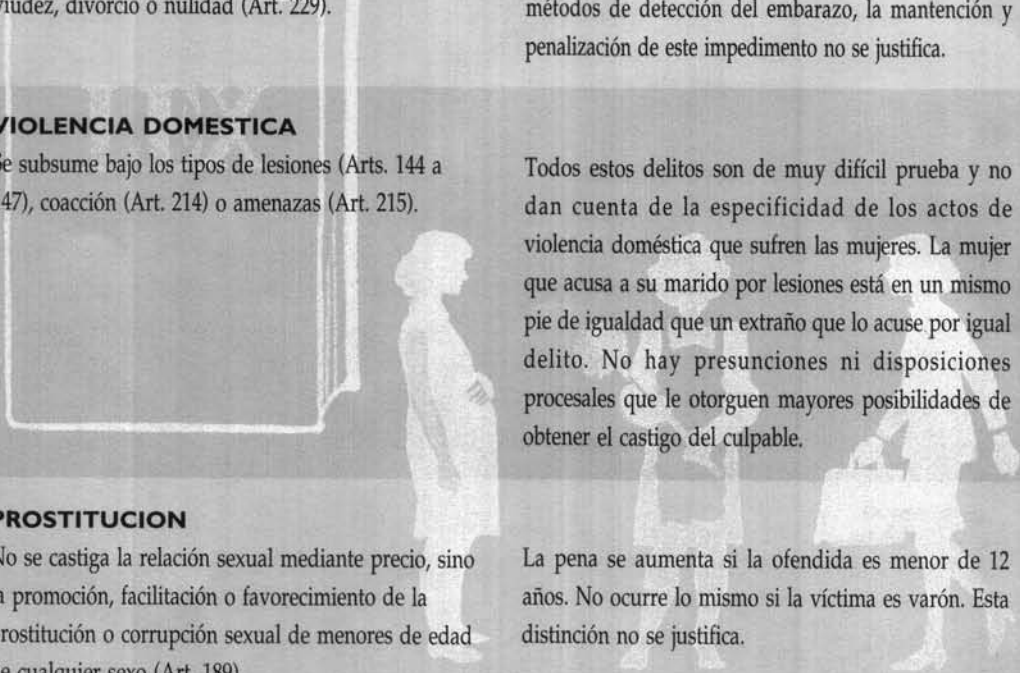 viudez, divorcio o nulidad (Art. 229).
métodos de detección del embarazo, la mantención y
penalización de este impedimento no se justifica.
VIOLENCIA DOMESTICA
Se subsume bajo los tipos de lesiones (Arts. 144 a
147), coacción (Art. 214) o amenazas (Art. 215).
Todos estos delitos son de muy difícil prueba y no
dan cuenta de la especificidad de los actos de
violencia doméstica que sufren las mujeres. La mujer
que acusa a su marido por lesiones está en un mismo
pie de igualdad que un extraño que lo acuse por igual
delito. No hay presunciones ni disposiciones
procesales que le otorguen mayores posibilidades de
obtener el castigo del culpable.
PROSTITUCION
No se castiga la relación sexual mediante precio, sino
a promoción, facilitación o favorecimiento de la
prostitución o corrupción sexual de menores de edad
e cualquier sexo (Art. 189)
La pena se aumenta si la ofendida es menor de 12
años. No ocurre lo mismo si la víctima es varón. Esta
distinción no se justifica.